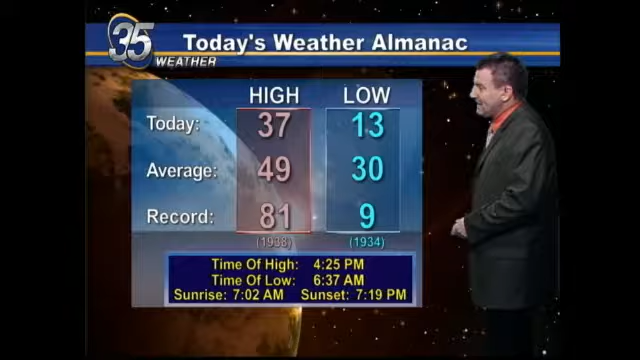 35
WEATHER
Today's Weather Almanac
HIGH LOW
Today: 37 13
Average: 49 30
Record: 81 9
(1938) (1934)
Time Of High: 4:25 PM
Time Of Low: 6:37 AM
Sunrise: 7:02 AM Sunset: 7:19 PM